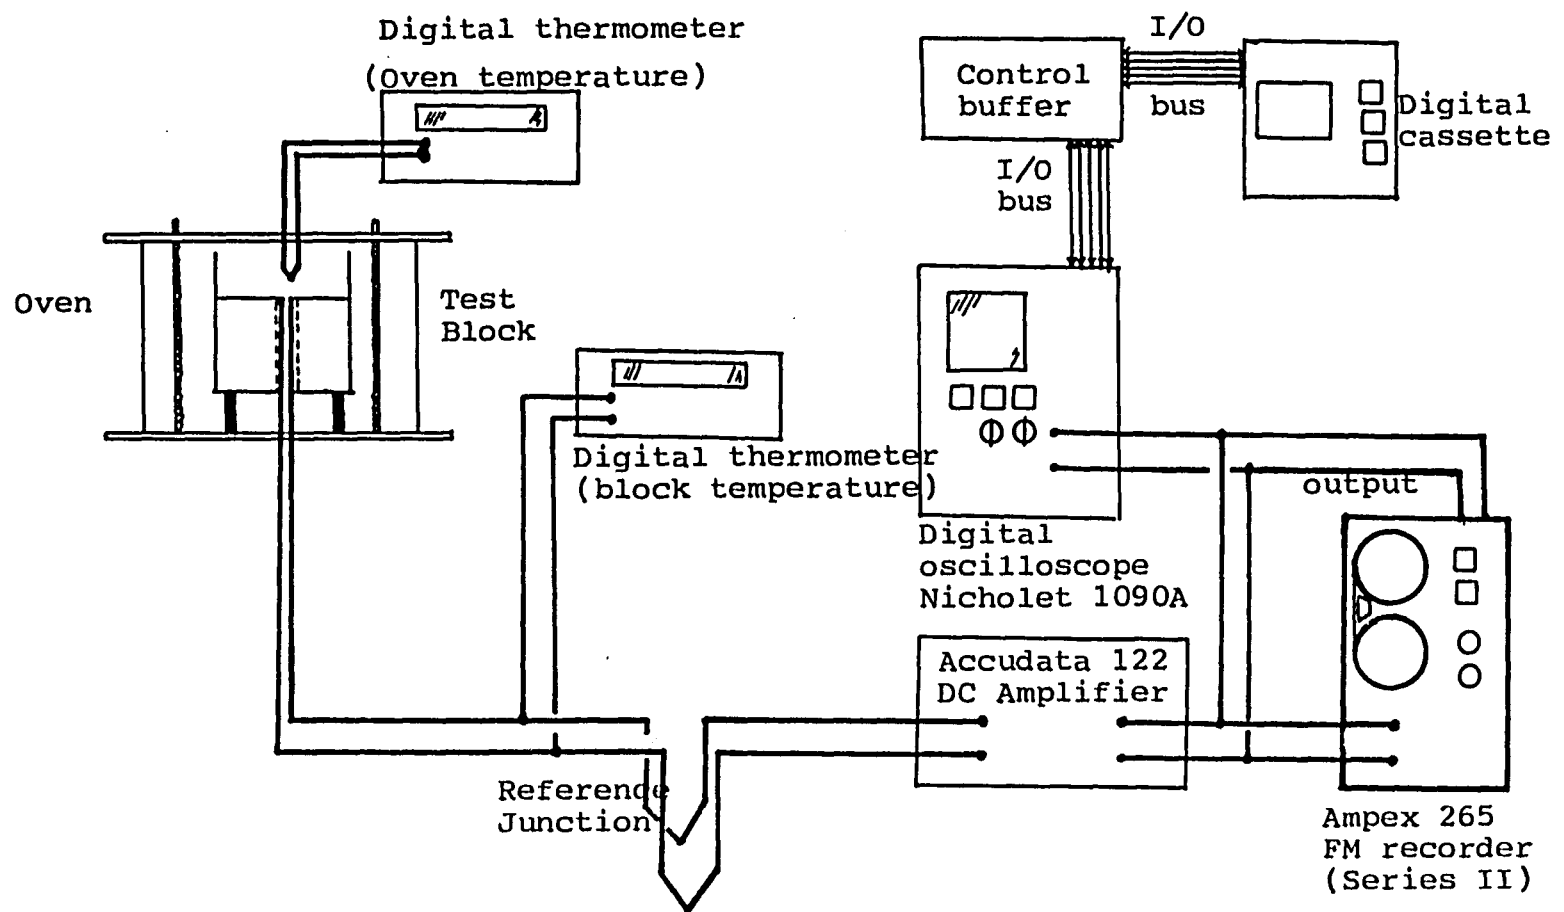 Digital thermometer
(Oven temperature)
I/O
Control
buffer
bus
Digital
cassette
I/O
bus
Oven
Test
Block
Digital thermometer
(block temperature)
output
Digital
oscilloscope
Nicholet 1090A
Accudata 122
DC Amplifier
Reference
Junction
Ampex 265
FM recorder
(Series II)